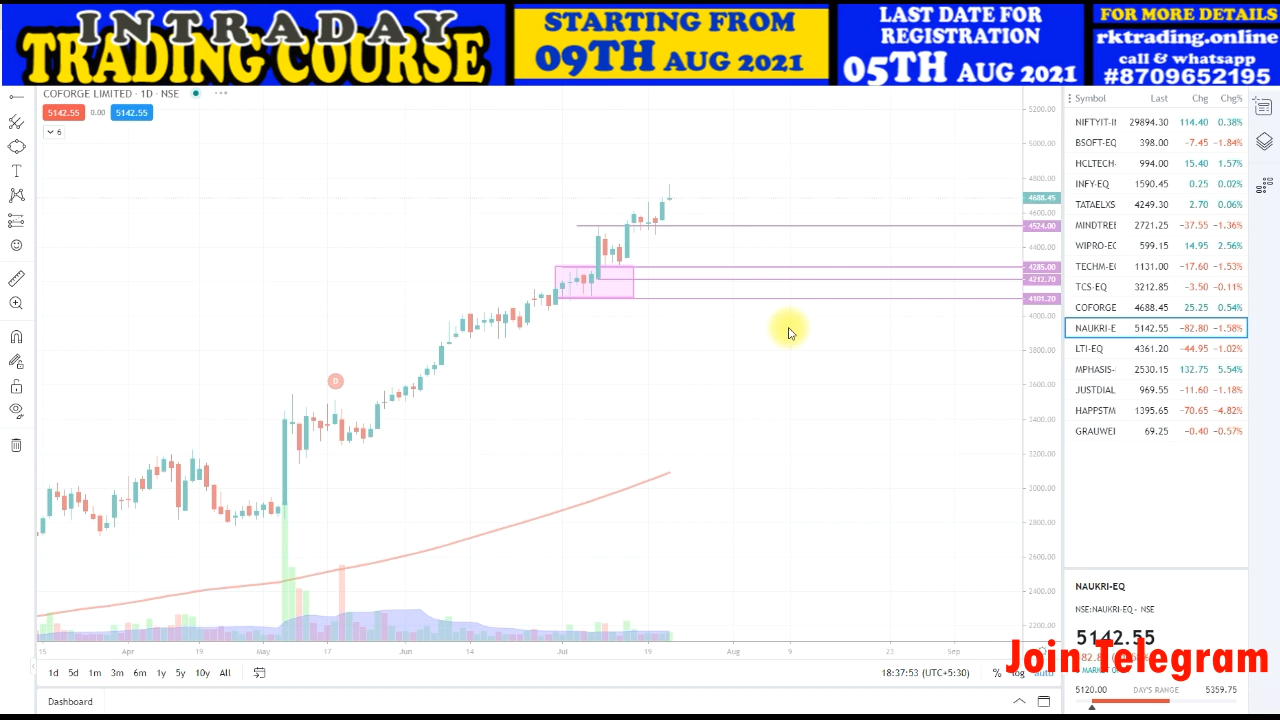 INTRADAY
TRADING COURSE
STARTING FROM
09TH AUG 2021
LAST DATE FOR
REGISTRATION
05TH AUG 2021
FOR MORE DETAILS
rktrading.online
call & whatsapp
#8709652195
COFORGE LIMITED · 1D · NSE
5142.55 0.00 5142.55
6
D
5200.00
5000.00
4800.00
4688.45
4600.00
4524.00
4400.00
4285.00
4212.70
4101.20
4000.00
3800.00
3600.00
3400.00
3200.00
3000.00
2800.00
2600.00
2400.00
2200.00
15 Apr 19 May 17 Jun 14 Jul 19 Aug 9 23 Sep
1d 5d 1m 3m 6m 1y 5y 10y All
18:37:53 (UTC+5:30) % log auto
Dashboard
Symbol Last Chg Chg%
NIFTYIT-I 29894.30 114.40 0.38%
BSOFT-EQ 398.00 −7.45 −1.84%
HCLTECH- 994.00 15.40 1.57%
INFY-EQ 1590.45 0.25 0.02%
TATAELXS 4249.30 2.70 0.06%
MINDTREE 2721.25 −37.55 −1.36%
WIPRO-EC 599.15 14.95 2.56%
TECHM-E 1131.00 −17.60 −1.53%
TCS-EQ 3212.85 −3.50 −0.11%
COFORGE 4688.45 25.25 0.54%
NAUKRI-E 5142.55 −82.80 −1.58%
LTI-EQ 4361.20 −44.95 −1.02%
MPHASIS- 2530.15 132.75 5.54%
JUSTDIAL 969.55 −11.60 −1.18%
HAPPSTM 1395.65 −70.65 −4.82%
GRAUWEI 69.25 −0.40 −0.57%
NAUKRI-EQ
NSE:NAUKRI-EQ - NSE
5142.55
Join Telegram
5120.00 DAY'S RANGE 5359.75